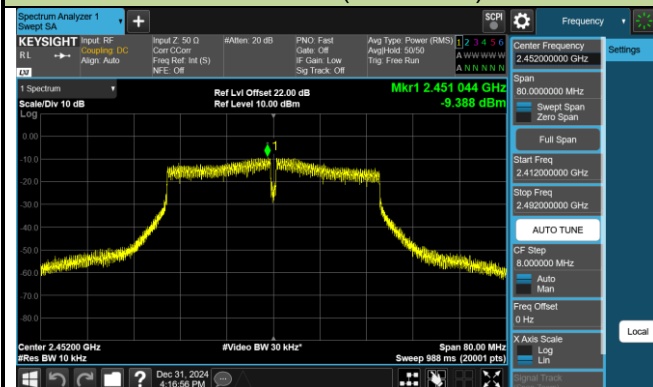 Spectrum Analyzer 1
Swept SA
+
SCPI
Frequency
KEYSIGHT
RL
LXI
Input: RF
Coupling: DC
Align: Auto
Input Z: 50 Ω
Corr CCorr
Freq Ref: Int (S)
NFE: Off
#Atten: 20 dB
PNO: Fast
Gate: Off
IF Gain: Low
Sig Track: Off
Avg Type: Power (RMS)
Avg|Hold: 50/50
Trig: Free Run
1 2 3 4 5 6
A W W W W W
A N N N N N
Center Frequency
2.452000000 GHz
Settings
Span
80.0000000 MHz
Swept Span
Zero Span
Full Span
Start Freq
2.412000000 GHz
Stop Freq
2.492000000 GHz
AUTO TUNE
CF Step
8.000000 MHz
Auto
Man
Freq Offset
0 Hz
X Axis Scale
Log
Lin
Signal Track
Local
1 Spectrum
Scale/Div 10 dB
Log
Ref Lvl Offset 22.00 dB
Ref Level 10.00 dBm
Mkr1 2.451 044 GHz
-9.388 dBm
1
0.00
-10.0
-20.0
-30.0
-40.0
-50.0
-60.0
-70.0
-80.0
Center 2.45200 GHz
#Res BW 10 kHz
#Video BW 30 kHz*
Span 80.00 MHz
Sweep 988 ms (20001 pts)
?
Dec 31, 2024
4:16:56 PM